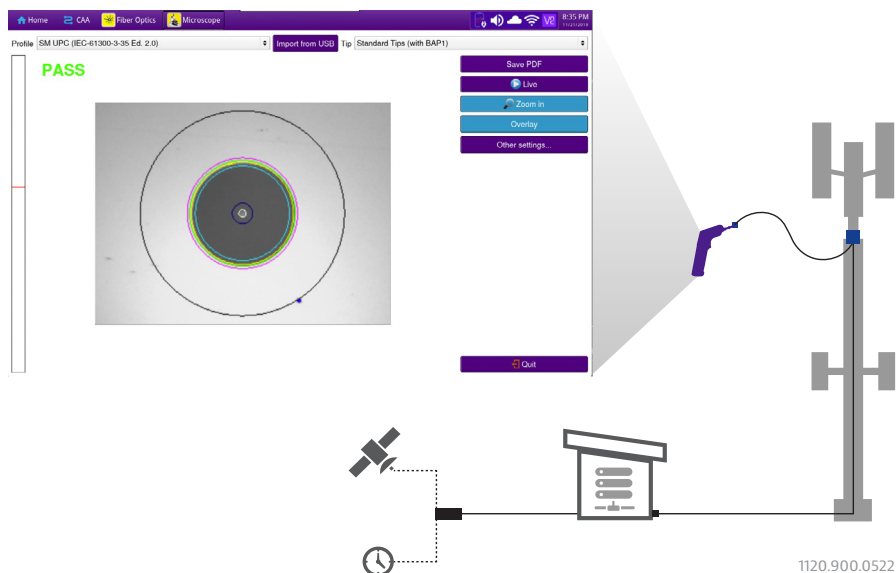 Home CAA Fiber Optics Microscope V2 8:35 PM
Profile SM UPC (IEC-61300-3-35 Ed. 2.0) Import from USB Tip Standard Tips (with BAP1)
PASS
Save PDF
Live
Zoom in
Overlay
Other settings...
Quit
1120.900.0522